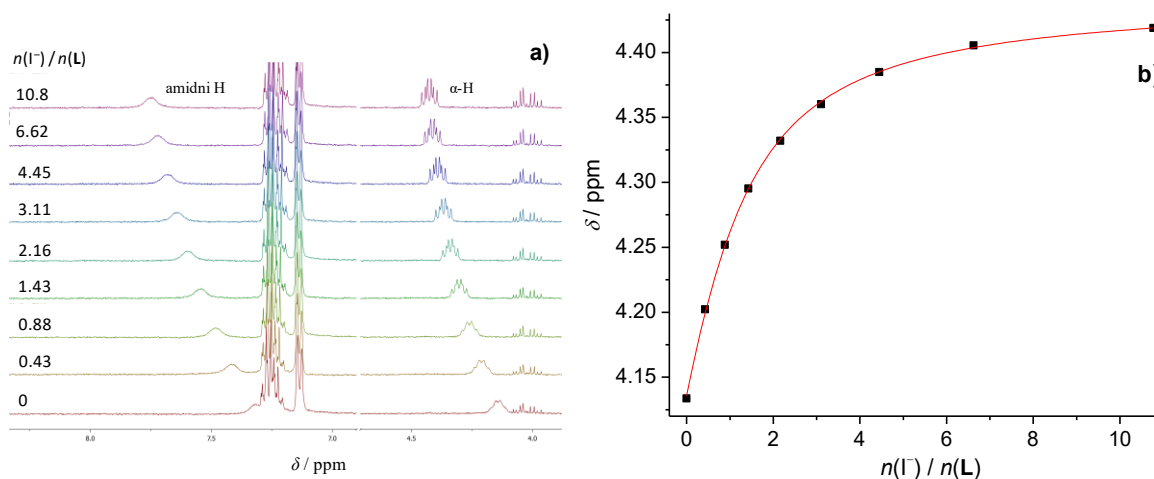 a)
n(I⁻) / n(L)
amidni H
α-H
10.8
6.62
4.45
3.11
2.16
1.43
0.88
0.43
0
8.0 7.5 7.0 4.5 4.0
δ / ppm
b)
4.40
4.35
4.30
4.25
4.20
4.15
δ / ppm
0 2 4 6 8 10
n(I⁻) / n(L)